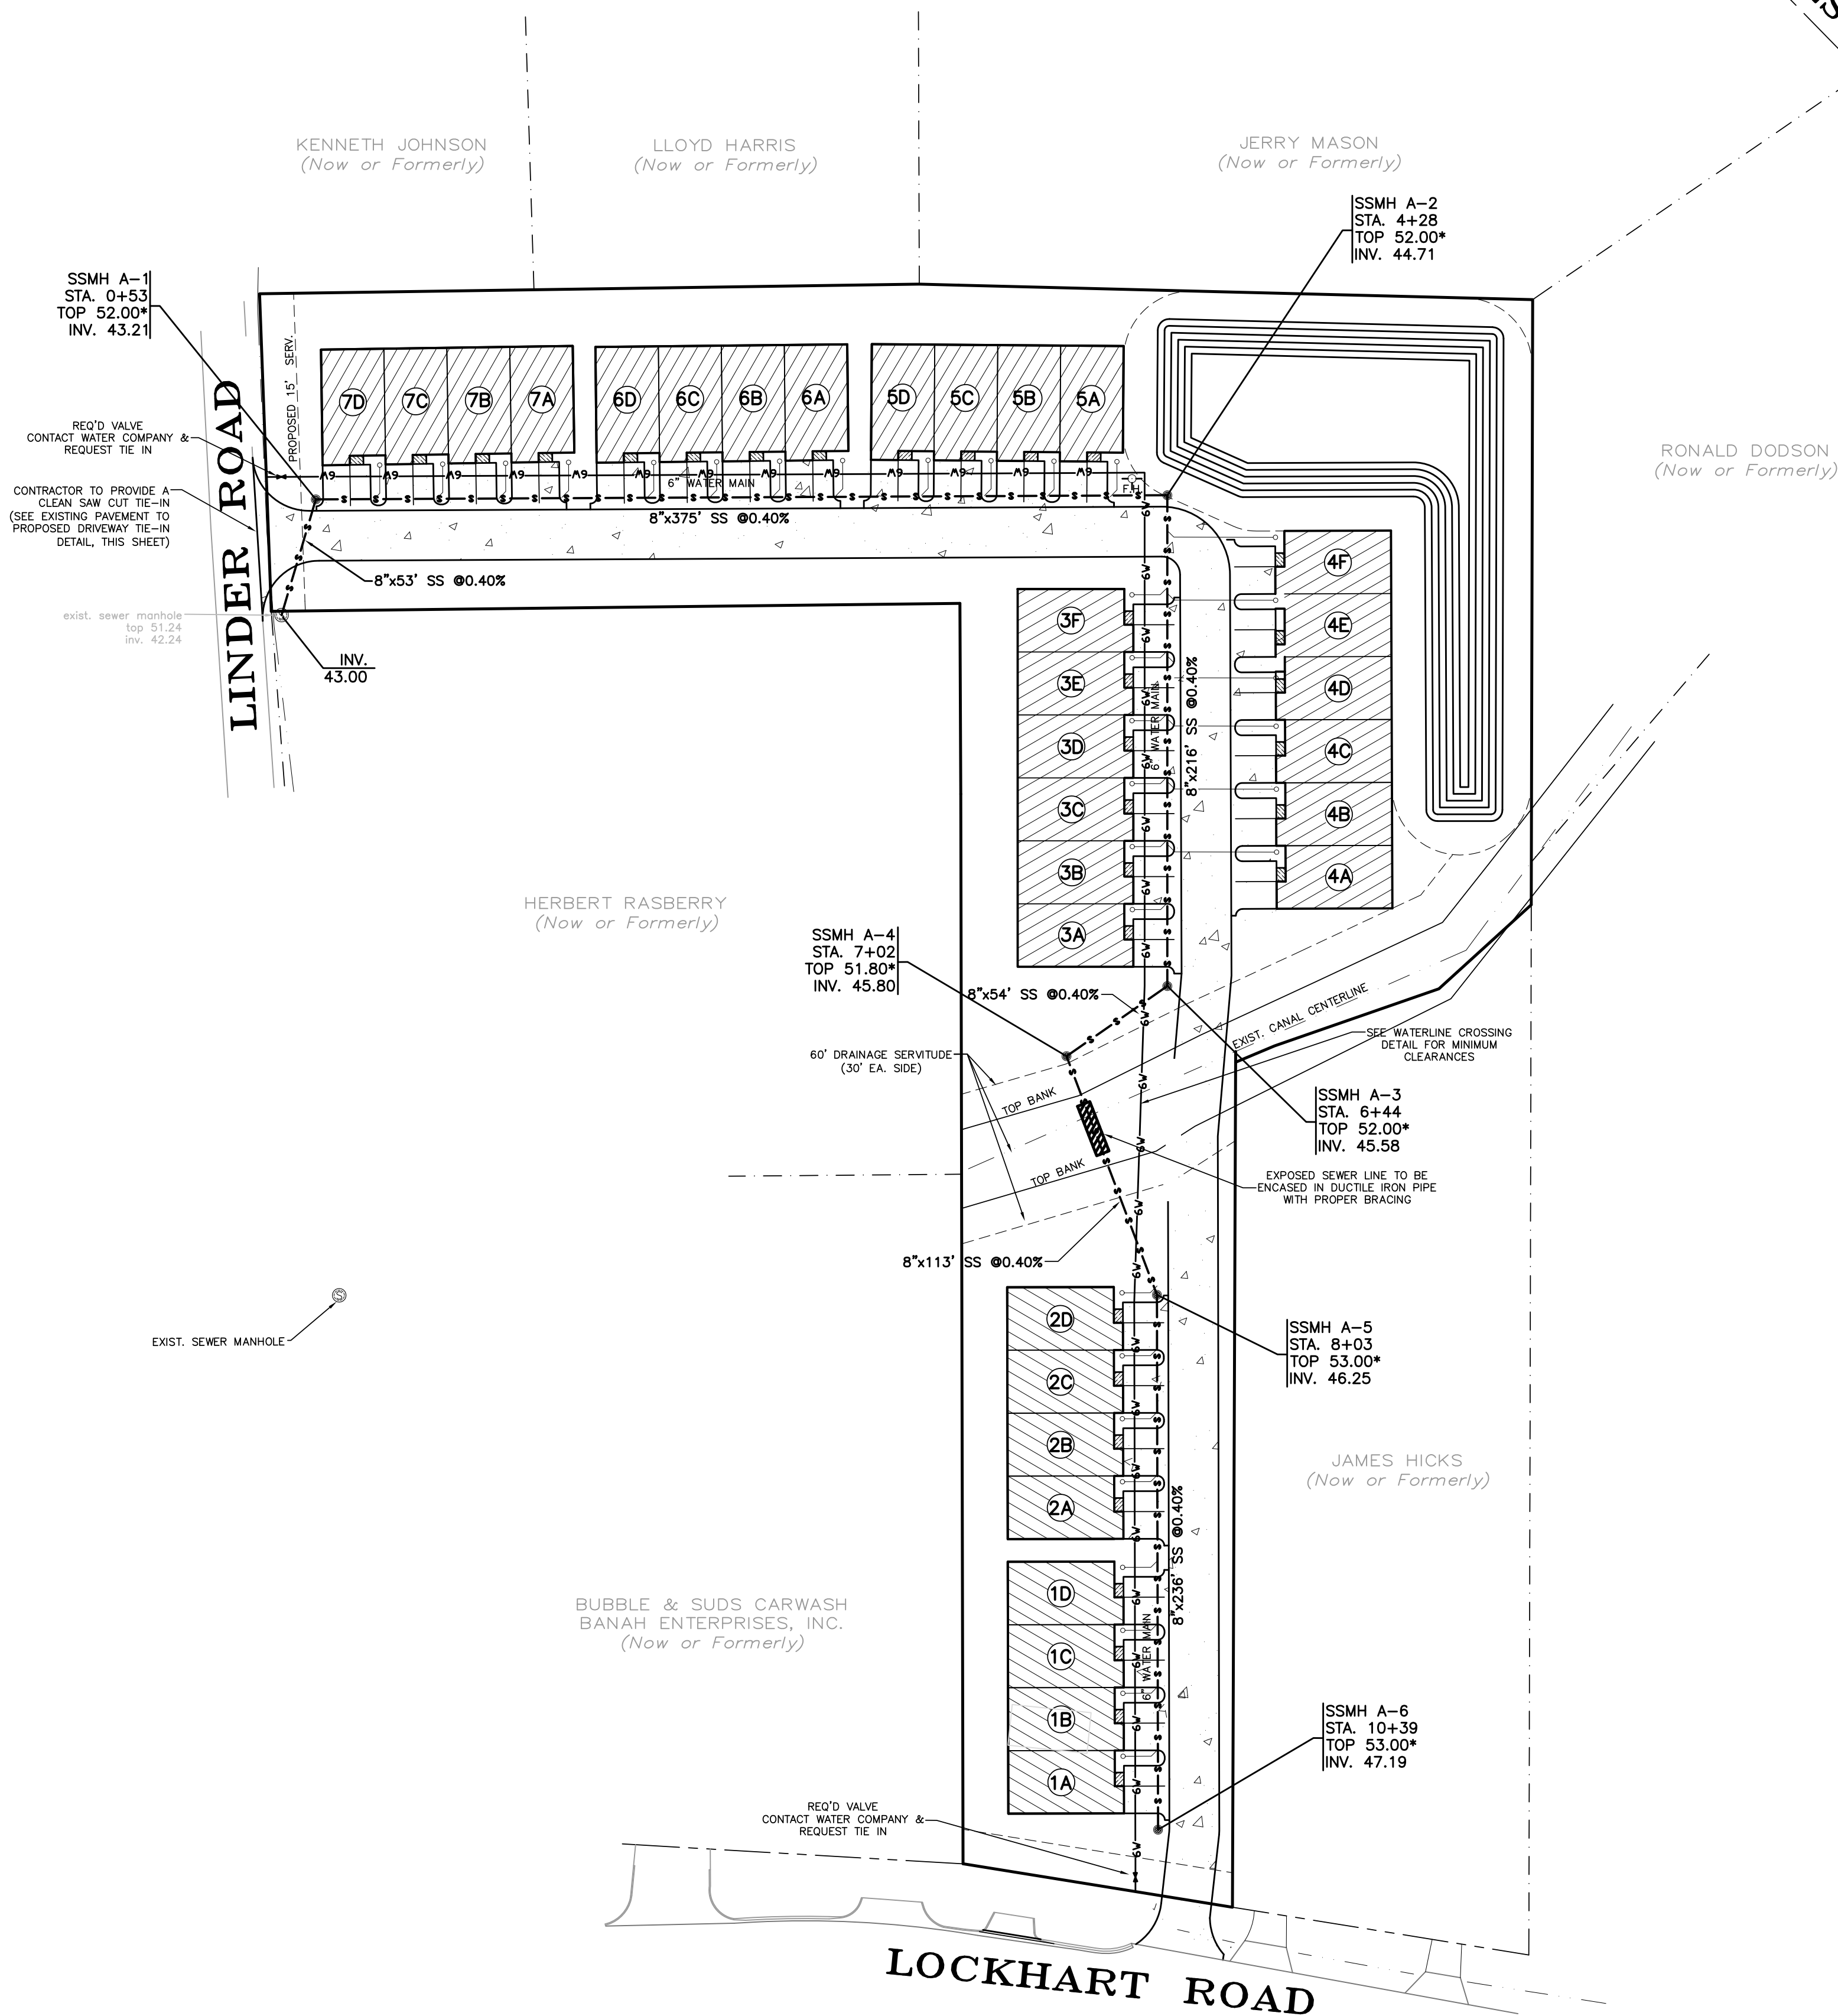 KENNETH JOHNSON
(Now or Formerly)
LLOYD HARRIS
(Now or Formerly)
JERRY MASON
(Now or Formerly)
SSMH A-2
STA. 4+28
TOP 52.00*
INV. 44.71
SSMH A-1
STA. 0+53
TOP 52.00*
INV. 43.21
PROPOSED 15' SERV.
LINDER ROAD
REQ'D VALVE
CONTACT WATER COMPANY &
REQUEST TIE IN
CONTRACTOR TO PROVIDE A
CLEAN SAW CUT TIE-IN
(SEE EXISTING PAVEMENT TO
PROPOSED DRIVEWAY TIE-IN
DETAIL, THIS SHEET)
7D
7C
7B
7A
6D
6C
6B
6A
5D
5C
5B
5A
6" WATER MAIN
F.H.
8"x375' SS @0.40%
8"x53' SS @0.40%
exist. sewer manhole
top 51.24
inv. 42.24
INV.
43.00
RONALD DODSON
(Now or Formerly)
4F
4E
4D
4C
4B
4A
3F
3E
3D
3C
3B
3A
6" WATER MAIN
8"x216' SS @0.40%
HERBERT RASBERRY
(Now or Formerly)
SSMH A-4
STA. 7+02
TOP 51.80*
INV. 45.80
8"x54' SS @0.40%
60' DRAINAGE SERVITUDE
(30' EA. SIDE)
TOP BANK
TOP BANK
EXIST. CANAL CENTERLINE
SEE WATERLINE CROSSING
DETAIL FOR MINIMUM
CLEARANCES
SSMH A-3
STA. 6+44
TOP 52.00*
INV. 45.58
EXPOSED SEWER LINE TO BE
ENCASED IN DUCTILE IRON PIPE
WITH PROPER BRACING
8"x113' SS @0.40%
EXIST. SEWER MANHOLE
S
2D
2C
2B
2A
SSMH A-5
STA. 8+03
TOP 53.00*
INV. 46.25
JAMES HICKS
(Now or Formerly)
8"x236' SS @0.40%
1D
1C
1B
1A
6" WATER MAIN
BUBBLE & SUDS CARWASH
BANAH ENTERPRISES, INC.
(Now or Formerly)
SSMH A-6
STA. 10+39
TOP 53.00*
INV. 47.19
REQ'D VALVE
CONTACT WATER COMPANY &
REQUEST TIE IN
LOCKHART ROAD